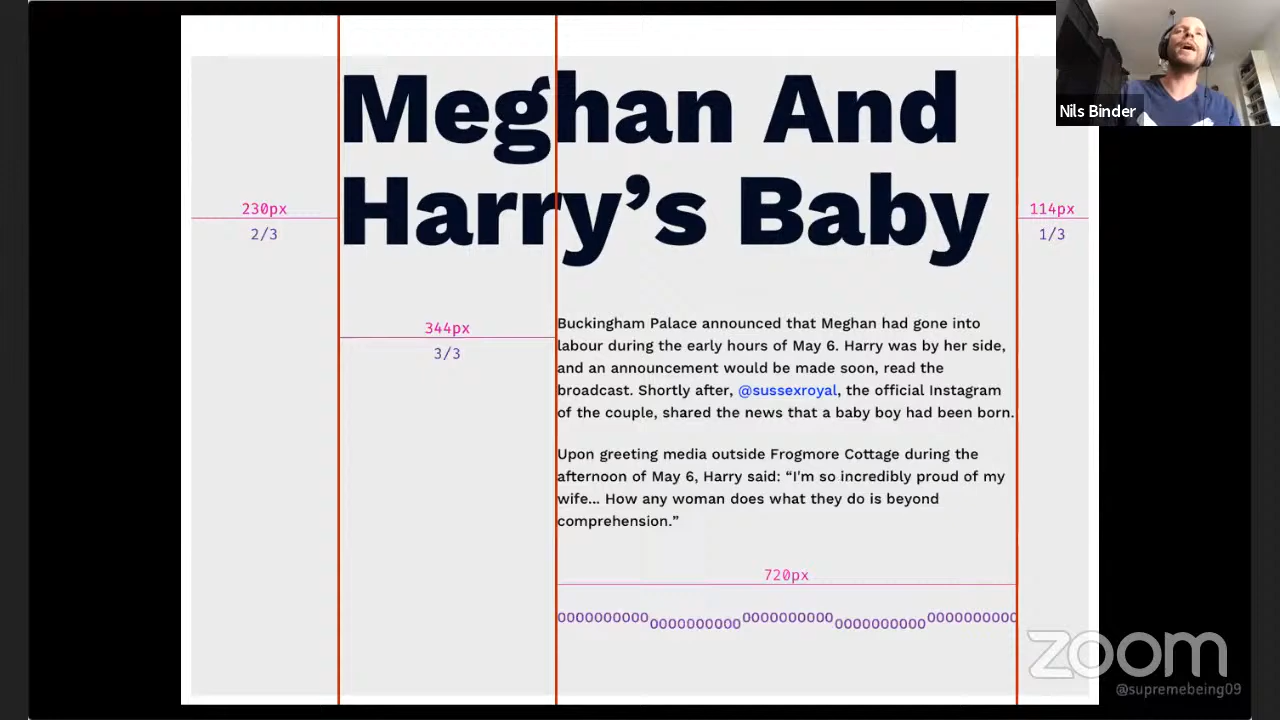 Meghan And
Harry’s Baby
Nils Binder
230px
2/3
114px
1/3
344px
3/3
Buckingham Palace announced that Meghan had gone into
labour during the early hours of May 6. Harry was by her side,
and an announcement would be made soon, read the
broadcast. Shortly after, @sussexroyal, the official Instagram
of the couple, shared the news that a baby boy had been born.
Upon greeting media outside Frogmore Cottage during the
afternoon of May 6, Harry said: “I'm so incredibly proud of my
wife... How any woman does what they do is beyond
comprehension.”
720px
00000000000000000000000000000000000000000000000000
zoom
@supremebeing09